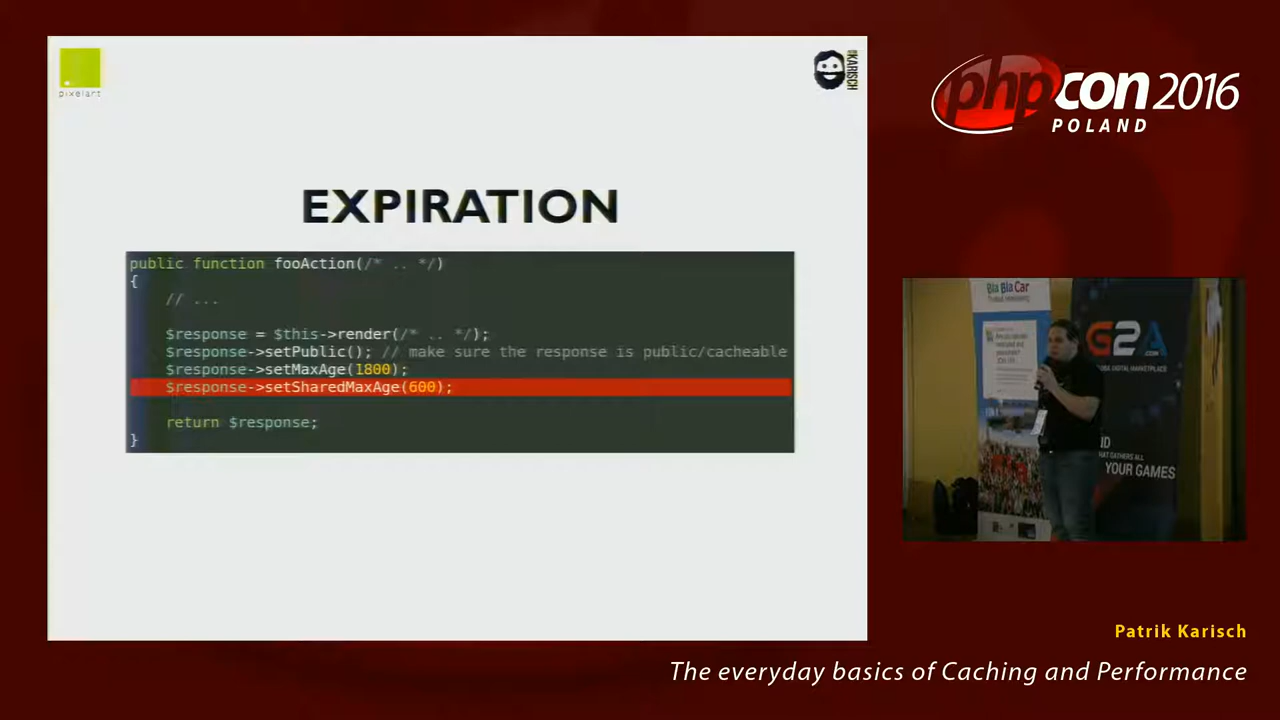 pixelart
KARISCH
EXPIRATION
public function fooAction(/* .. */)
{
// ...
$response = $this->render(/* .. */);
$response->setPublic(); // make sure the response is public/cacheable
$response->setMaxAge(1800);
$response->setSharedMaxAge(600);
return $response;
}
phpcon 2016
POLAND
Bla Bla Car
G2A
.COM
YOUR GAMES
Patrik Karisch
The everyday basics of Caching and Performance